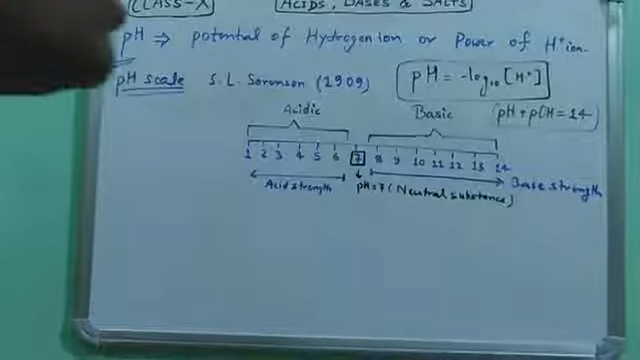 CLASS-X
ACIDS, BASES & SALTS
pH ⇒ potential of Hydrogen ion or Power of H⁺ ion.
pH scale S.L. Sorenson (1909) pH = -log₁₀[H⁺]
Acidic Basic (pH + pOH = 14)
1 2 3 4 5 6 7 8 9 10 11 12 13 14
Acid strength pH=7 (Neutral substance) Base strength